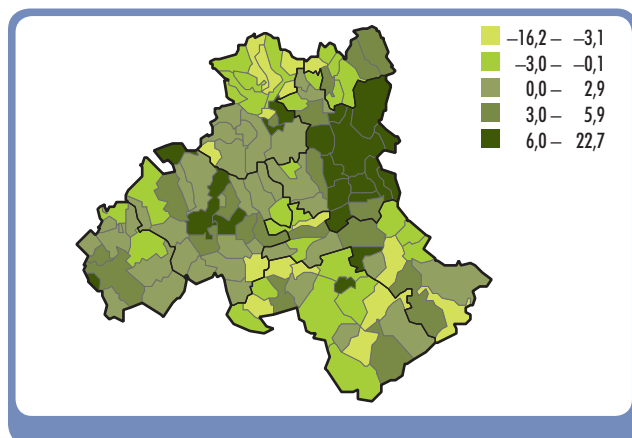 –16,2 – –3,1
–3,0 – –0,1
0,0 – 2,9
3,0 – 5,9
6,0 – 22,7